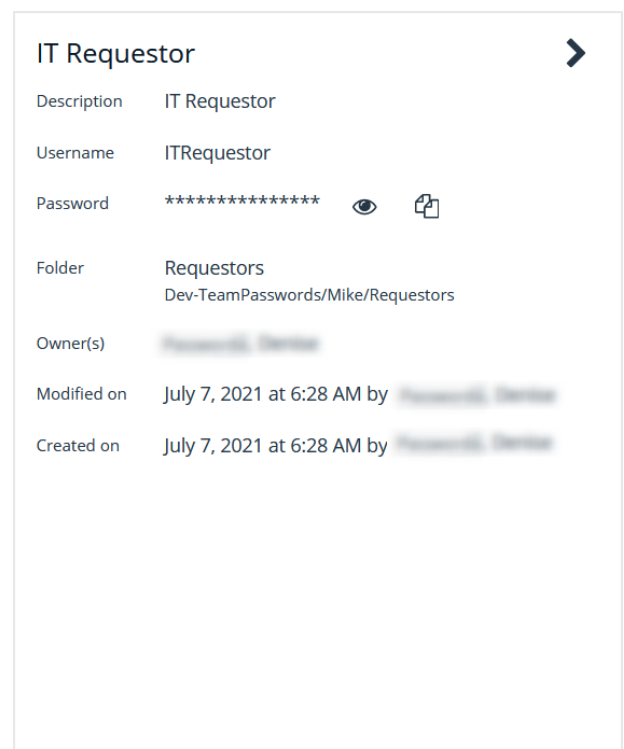 IT Requestor
Description IT Requestor
Username ITRequestor
Password ***************
Folder Requestors
Dev-TeamPasswords/Mike/Requestors
Owner(s)
Modified on July 7, 2021 at 6:28 AM by
Created on July 7, 2021 at 6:28 AM by